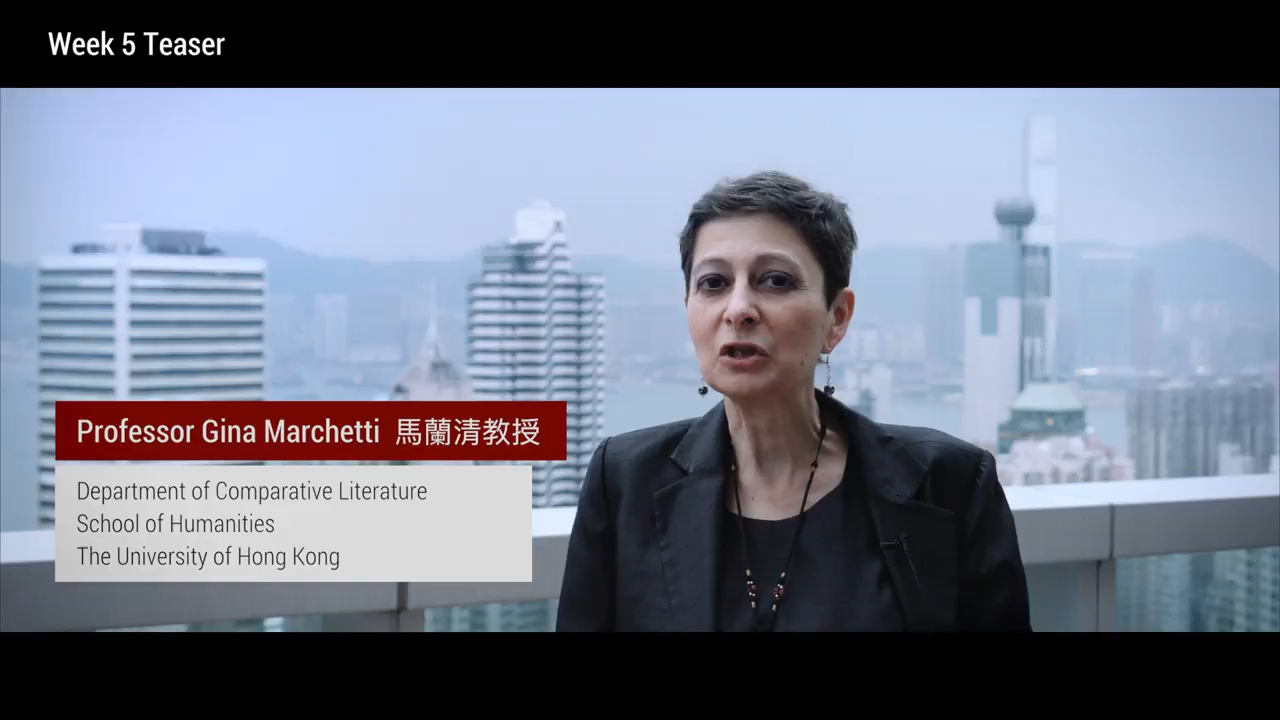 Week 5 Teaser
Professor Gina Marchetti 馬蘭清教授
Department of Comparative Literature
School of Humanities
The University of Hong Kong